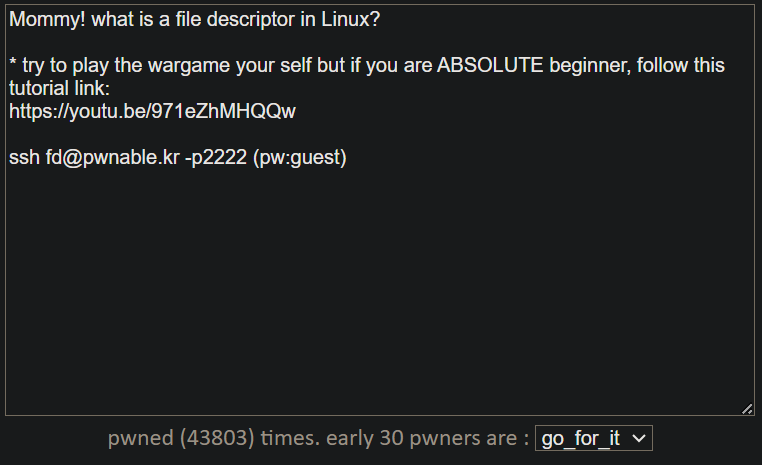 Mommy! what is a file descriptor in Linux?
* try to play the wargame your self but if you are ABSOLUTE beginner, follow this
tutorial link:
https://youtu.be/971eZhMHQQw
ssh fd@pwnable.kr -p2222 (pw:guest)
pwned (43803) times. early 30 pwners are : go_for_it